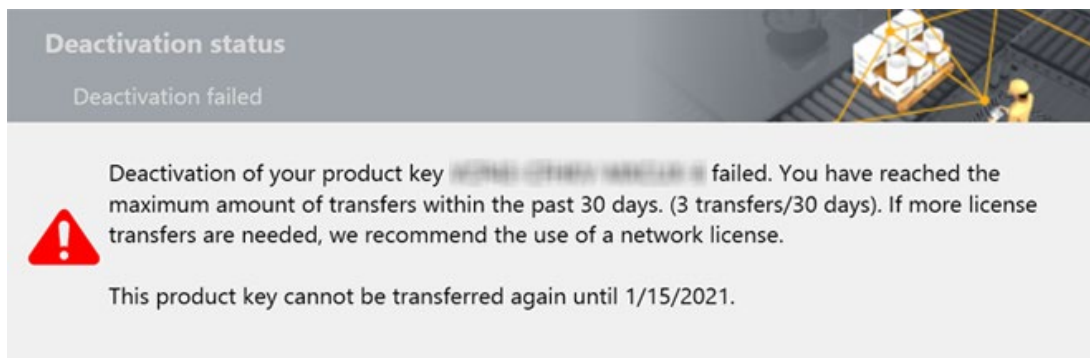 Deactivation status
Deactivation failed
Deactivation of your product key failed. You have reached the
maximum amount of transfers within the past 30 days. (3 transfers/30 days). If more license
transfers are needed, we recommend the use of a network license.
This product key cannot be transferred again until 1/15/2021.